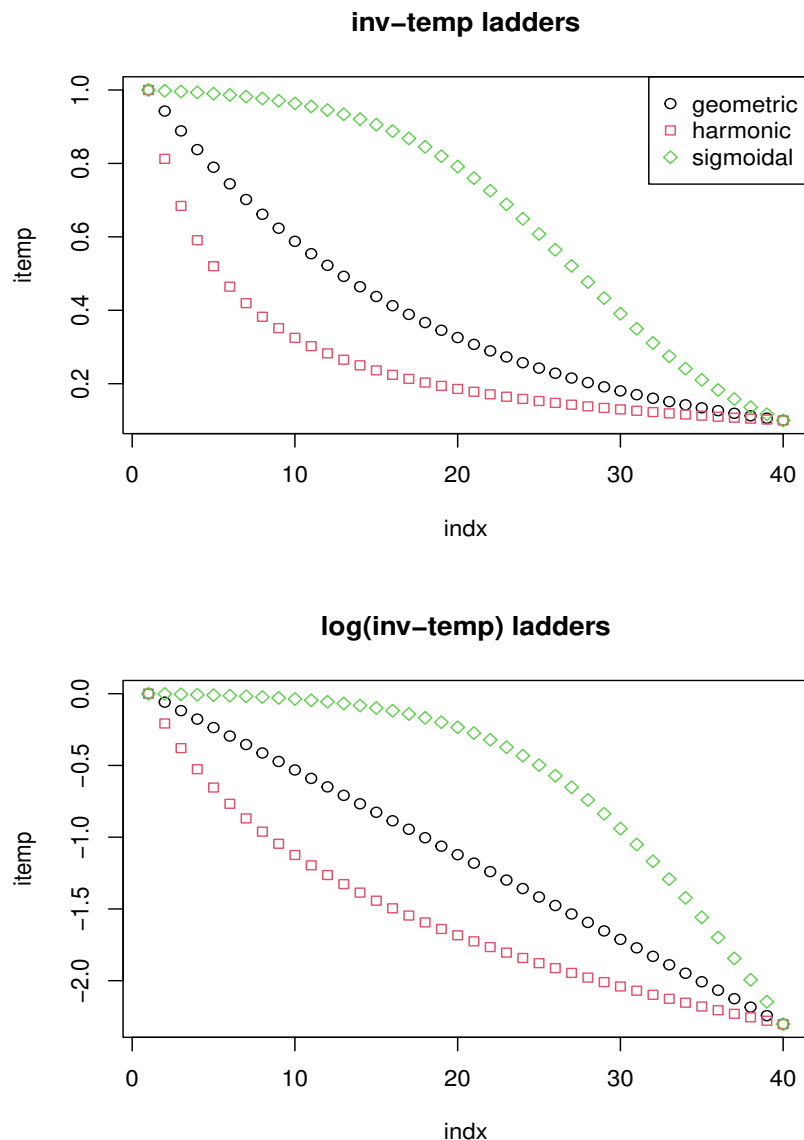 inv−temp ladders
geometric
harmonic
sigmoidal
itemp
1.0
0.8
0.6
0.4
0.2
0 10 20 30 40
indx
log(inv−temp) ladders
itemp
0.0
−0.5
−1.0
−1.5
−2.0
0 10 20 30 40
indx